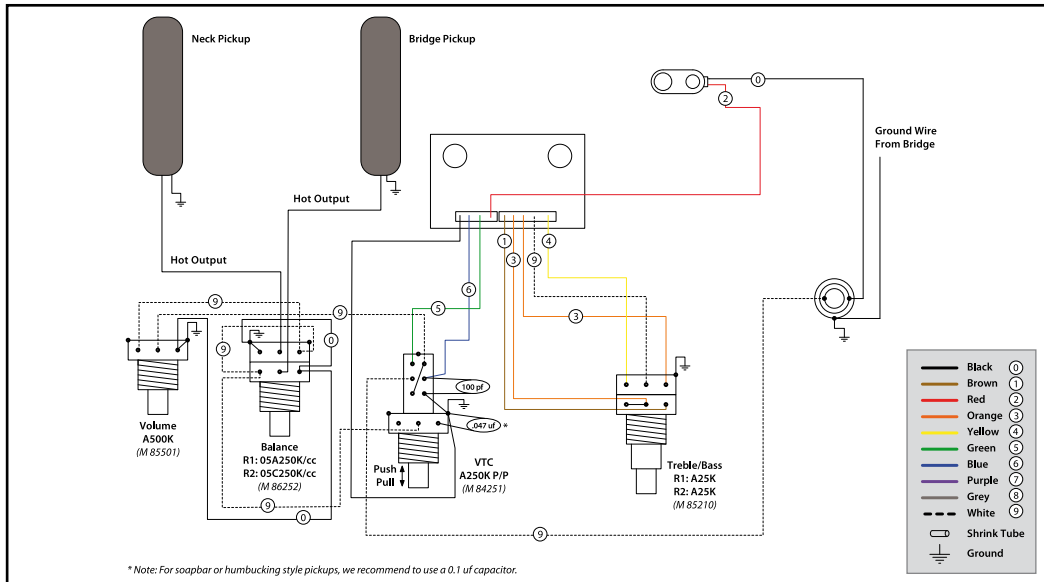 Neck Pickup
Bridge Pickup
0
2
Ground Wire
From Bridge
Hot Output
Hot Output
1
4
3
9
6
9
9
5
3
0
9
100 pf
.047 uf
*
Volume
A500K
(M 85501)
Balance
R1: 05A250K/cc
R2: 05C250K/cc
(M 86252)
Push
Pull
VTC
A250K P/P
(M 84251)
Treble/Bass
R1: A25K
R2: A25K
(M 85210)
9
0
9
Black 0
Brown 1
Red 2
Orange 3
Yellow 4
Green 5
Blue 6
Purple 7
Grey 8
White 9
Shrink Tube
Ground
* Note: For soapbar or humbucking style pickups, we recommend to use a 0.1 uf capacitor.